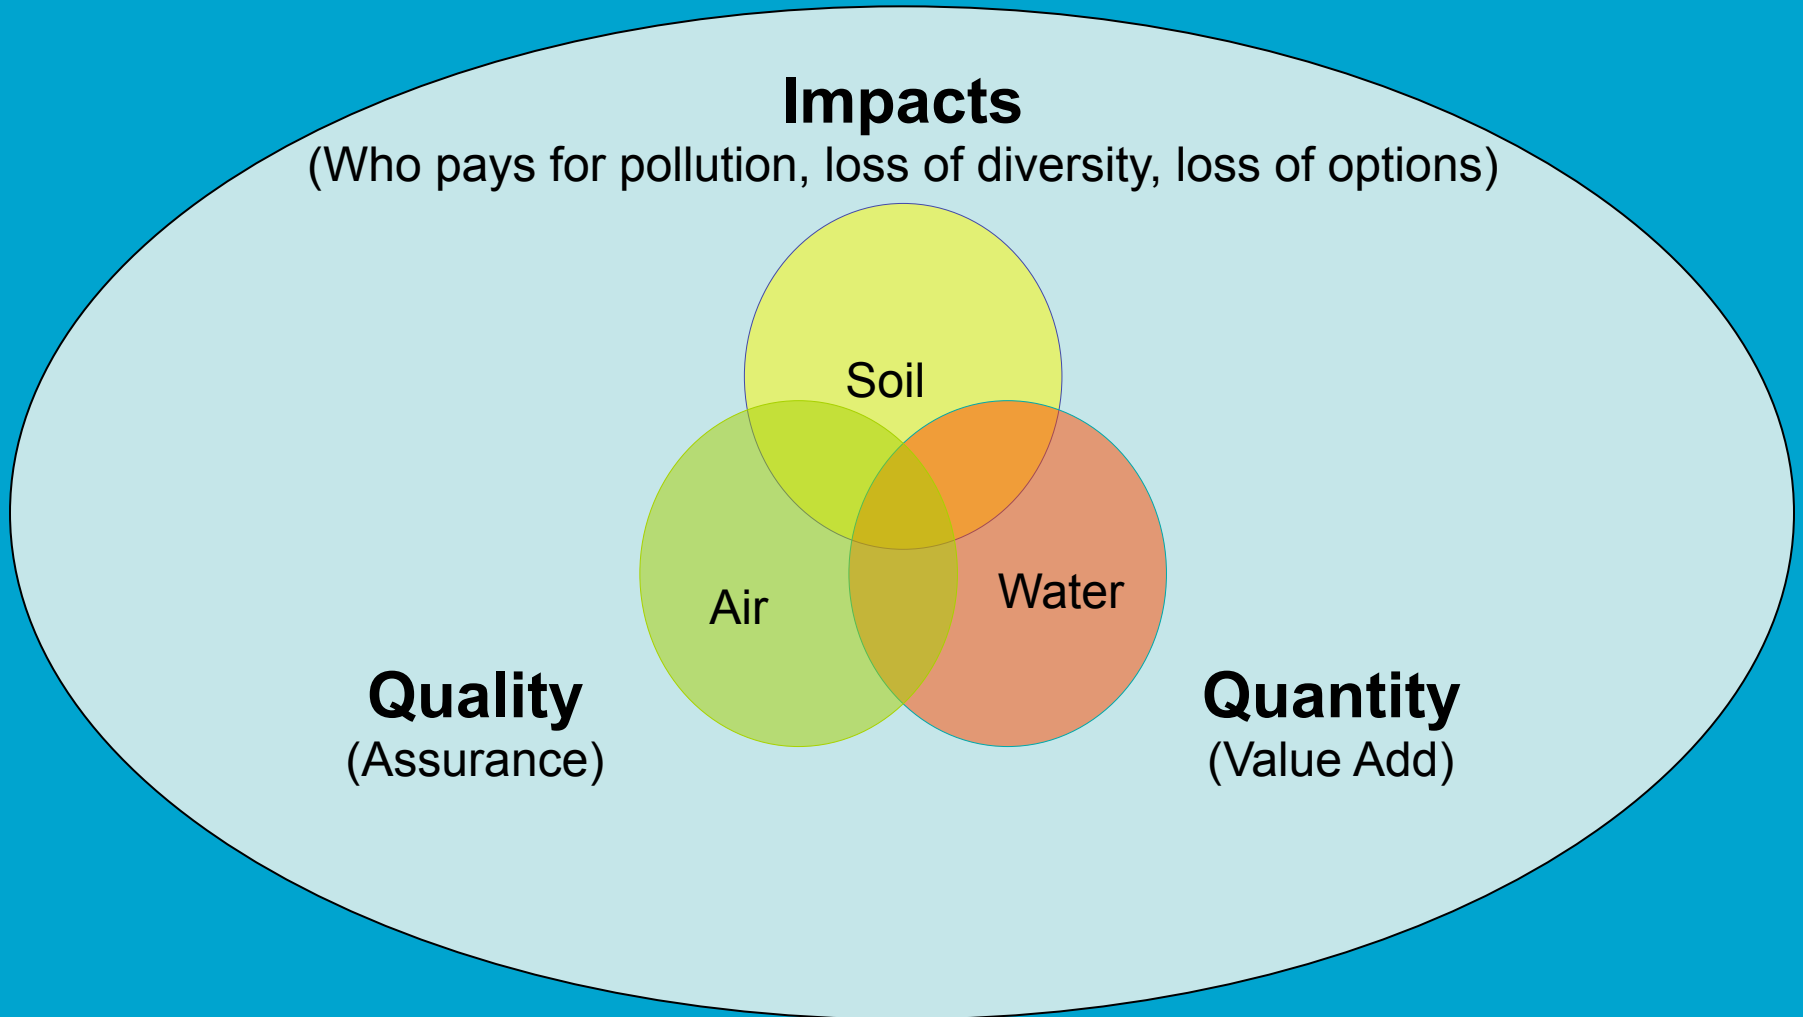 Impacts
(Who pays for pollution, loss of diversity, loss of options)
Soil
Air
Water
Quality
(Assurance)
Quantity
(Value Add)